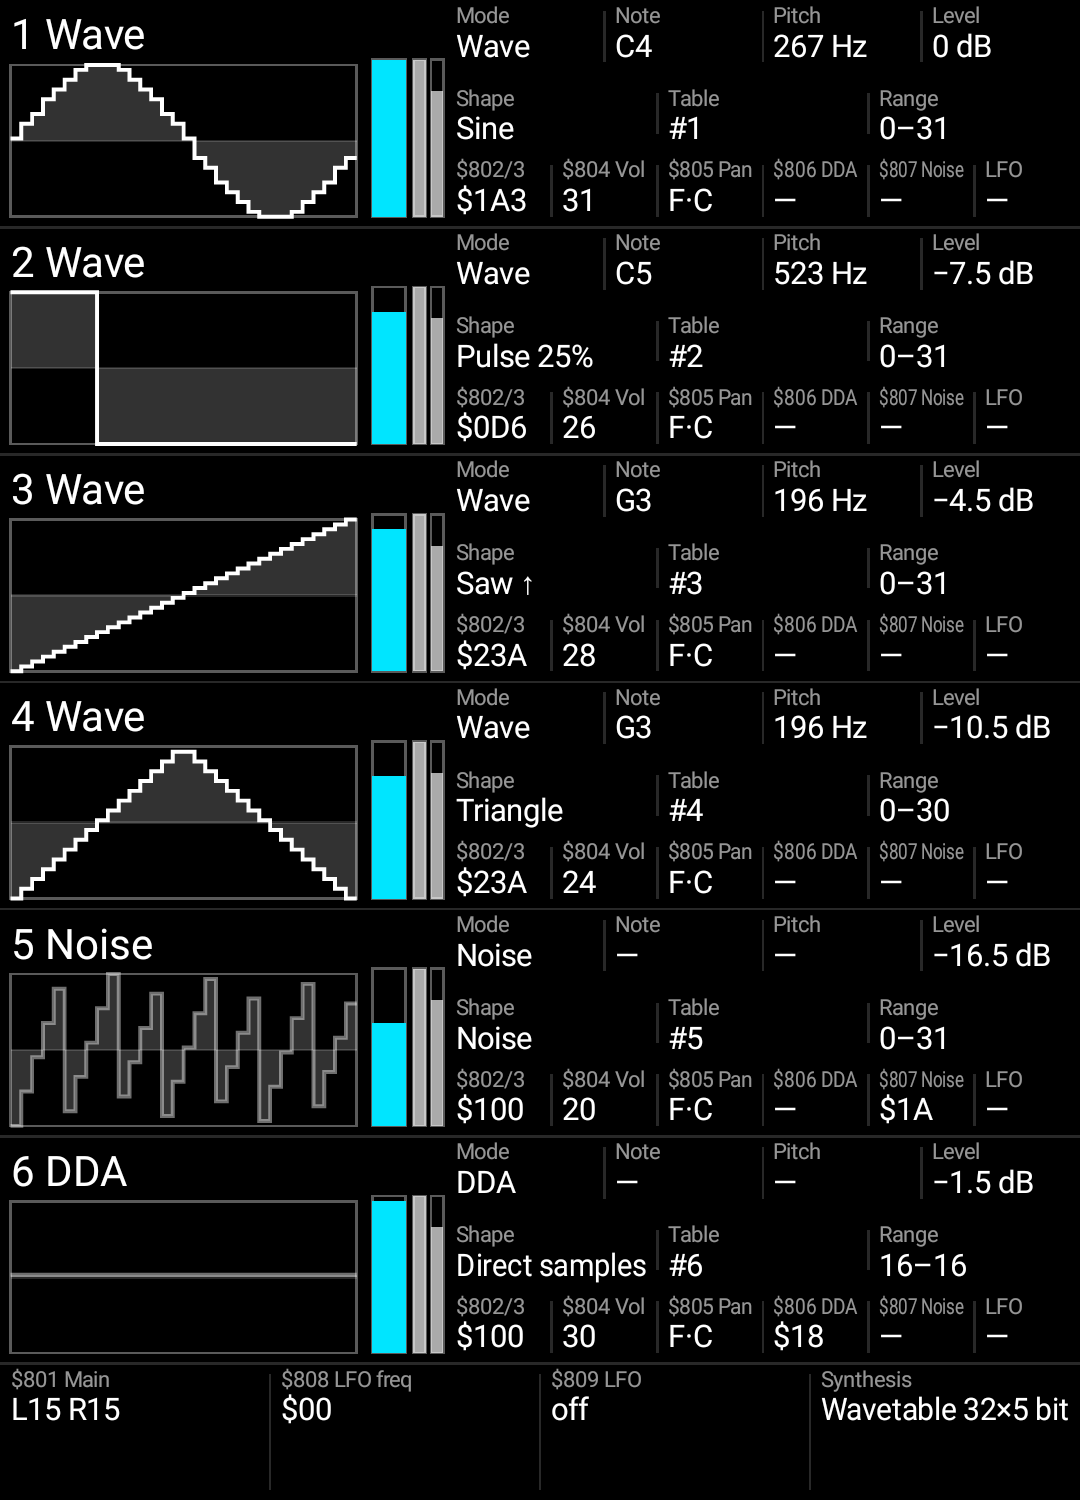 1 Wave
Mode Note Pitch Level
Wave C4 267 Hz 0 dB
Shape Table Range
Sine #1 0–31
$802/3 $804 Vol $805 Pan $806 DDA $807 Noise LFO
$1A3 31 F·C — — —
2 Wave
Mode Note Pitch Level
Wave C5 523 Hz −7.5 dB
Shape Table Range
Pulse 25% #2 0–31
$802/3 $804 Vol $805 Pan $806 DDA $807 Noise LFO
$0D6 26 F·C — — —
3 Wave
Mode Note Pitch Level
Wave G3 196 Hz −4.5 dB
Shape Table Range
Saw ↑ #3 0–31
$802/3 $804 Vol $805 Pan $806 DDA $807 Noise LFO
$23A 28 F·C — — —
4 Wave
Mode Note Pitch Level
Wave G3 196 Hz −10.5 dB
Shape Table Range
Triangle #4 0–30
$802/3 $804 Vol $805 Pan $806 DDA $807 Noise LFO
$23A 24 F·C — — —
5 Noise
Mode Note Pitch Level
Noise — — −16.5 dB
Shape Table Range
Noise #5 0–31
$802/3 $804 Vol $805 Pan $806 DDA $807 Noise LFO
$100 20 F·C — $1A —
6 DDA
Mode Note Pitch Level
DDA — — −1.5 dB
Shape Table Range
Direct samples #6 16–16
$802/3 $804 Vol $805 Pan $806 DDA $807 Noise LFO
$100 30 F·C $18 — —
$801 Main $808 LFO freq $809 LFO Synthesis
L15 R15 $00 off Wavetable 32×5 bit